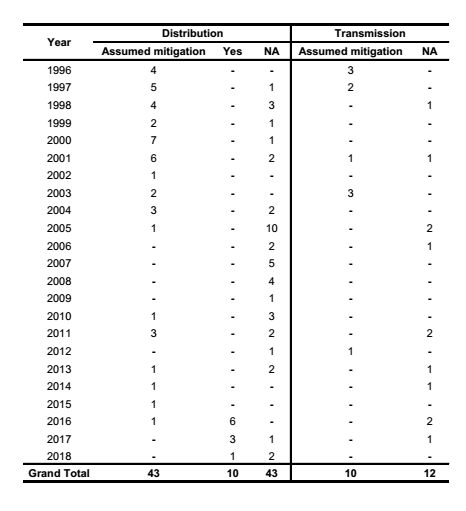 Year Distribution Transmission
Assumed mitigation Yes NA Assumed mitigation NA
1996 4 - - 3 -
1997 5 - 1 2 -
1998 4 - 3 - 1
1999 2 - 1 - -
2000 7 - 1 - -
2001 6 - 2 1 1
2002 1 - - - -
2003 2 - - 3 -
2004 3 - 2 - -
2005 1 - 10 - 2
2006 - - 2 - 1
2007 - - 5 - -
2008 - - 4 - -
2009 - - 1 - -
2010 1 - 3 - -
2011 3 - 2 - 2
2012 - - 1 1 -
2013 1 - 2 - 1
2014 1 - - - 1
2015 1 - - - -
2016 1 6 - - 2
2017 - 3 1 - 1
2018 - 1 2 - -
Grand Total 43 10 43 10 12